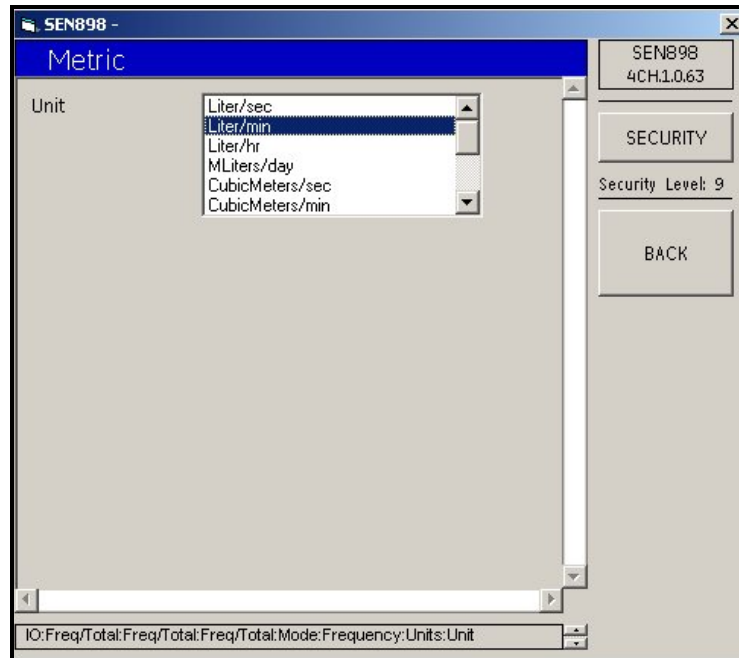 SEN898 -
Metric
SEN898
4CH.1.0.63
Unit
Liter/sec
Liter/min
Liter/hr
MLiters/day
CubicMeters/sec
CubicMeters/min
SECURITY
Security Level: 9
BACK
IO:Freq/Total:Freq/Total:Freq/Total:Mode:Frequency:Units:Unit